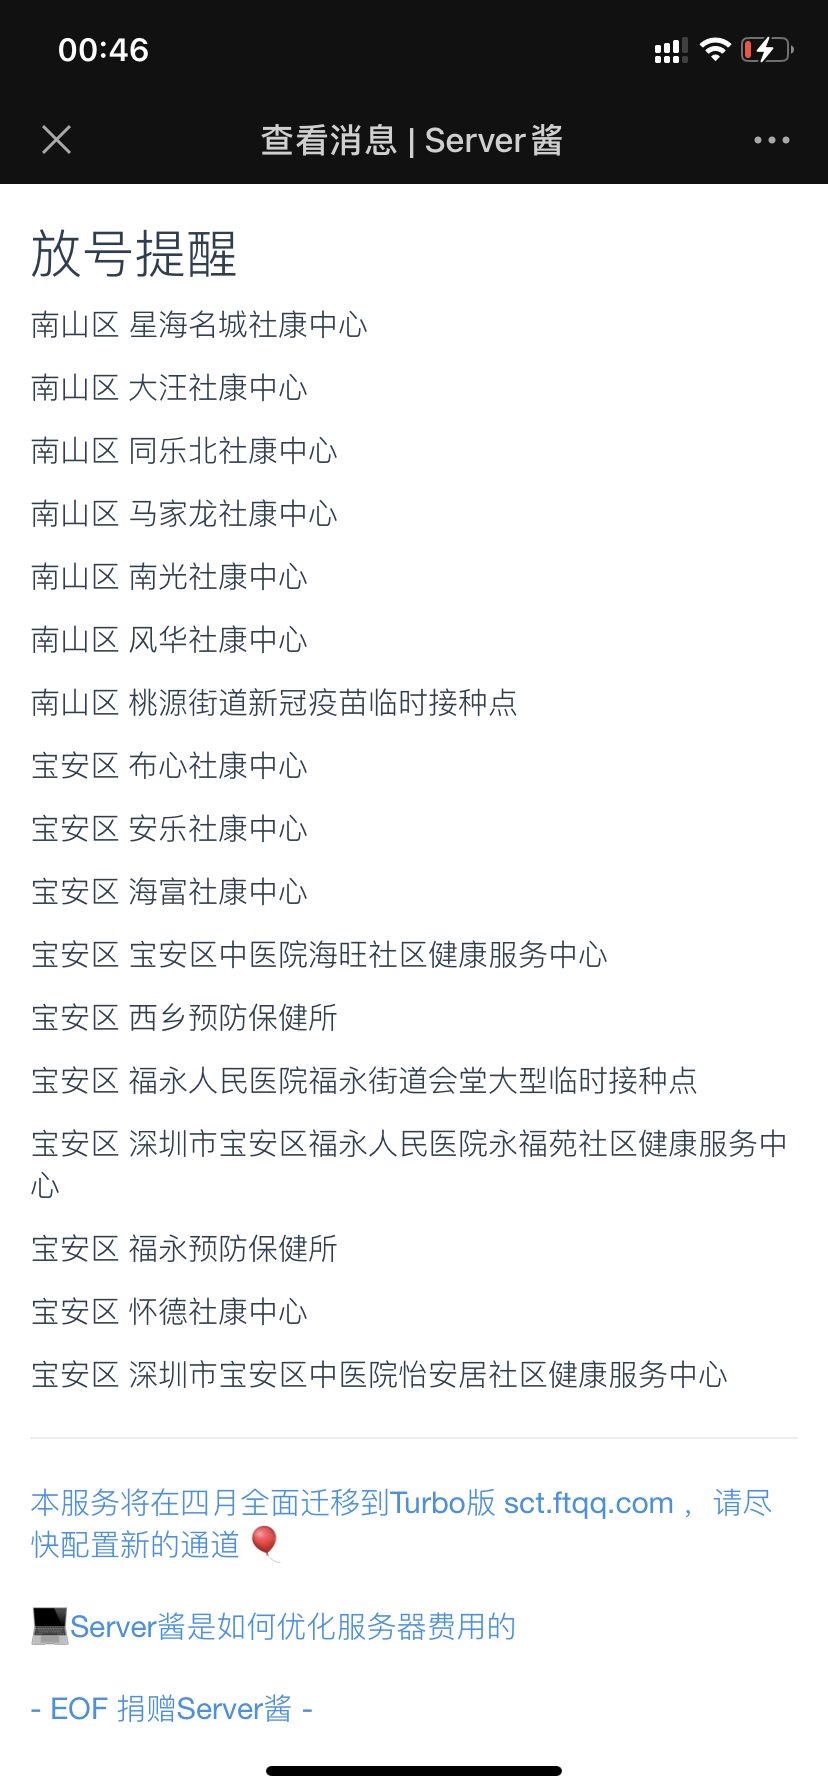 00:46
查看消息 | Server酱
放号提醒
南山区 星海名城社康中心
南山区 大汪社康中心
南山区 同乐北社康中心
南山区 马家龙社康中心
南山区 南光社康中心
南山区 风华社康中心
南山区 桃源街道新冠疫苗临时接种点
宝安区 布心社康中心
宝安区 安乐社康中心
宝安区 海富社康中心
宝安区 宝安区中医院海旺社区健康服务中心
宝安区 西乡预防保健所
宝安区 福永人民医院福永街道会堂大型临时接种点
宝安区 深圳市宝安区福永人民医院永福苑社区健康服务中
心
宝安区 福永预防保健所
宝安区 怀德社康中心
宝安区 深圳市宝安区中医院怡安居社区健康服务中心
本服务将在四月全面迁移到Turbo版 sct.ftqq.com ，请尽
快配置新的通道 🎈
💻Server酱是如何优化服务器费用的
- EOF 捐赠Server酱 -